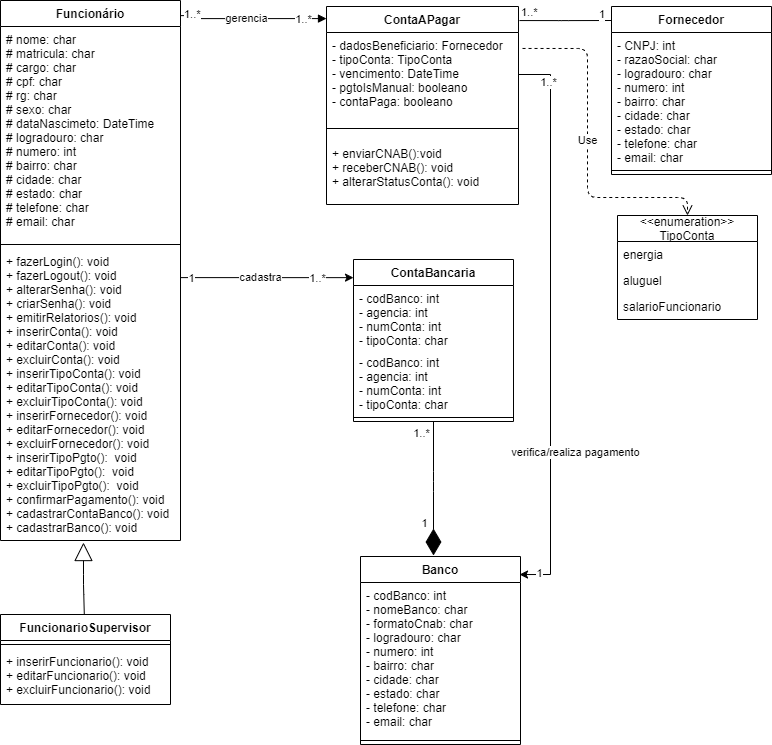 Funcionário
# nome: char
# matricula: char
# cargo: char
# cpf: char
# rg: char
# sexo: char
# dataNascimeto: DateTime
# logradouro: char
# numero: int
# bairro: char
# cidade: char
# estado: char
# telefone: char
# email: char
+ fazerLogin(): void
+ fazerLogout(): void
+ alterarSenha(): void
+ criarSenha(): void
+ emitirRelatorios(): void
+ inserirConta(): void
+ editarConta(): void
+ excluirConta(): void
+ inserirTipoConta(): void
+ editarTipoConta(): void
+ excluirTipoConta(): void
+ inserirFornecedor(): void
+ editarFornecedor(): void
+ excluirFornecedor(): void
+ inserirTipoPgto():  void
+ editarTipoPgto():  void
+ excluirTipoPgto(): void
+ confirmarPagamento(): void
+ cadastrarContaBanco(): void
+ cadastrarBanco(): void
FuncionarioSupervisor
+ inserirFuncionario(): void
+ editarFuncionario(): void
+ excluirFuncionario(): void
1..*
gerencia
1..*
ContaAPagar
- dadosBeneficiario: Fornecedor
- tipoConta: TipoConta
- vencimento: DateTime
- pgtoIsManual: booleano
- contaPaga: booleano
+ enviarCNAB():void
+ receberCNAB(): void
+ alterarStatusConta(): void
1..*
1
Fornecedor
- CNPJ: int
- razaoSocial: char
- logradouro: char
- numero: int
- bairro: char
- cidade: char
- estado: char
- telefone: char
- email: char
1..*
Use
<<enumeration>>
TipoConta
energia
aluguel
salarioFuncionario
1
cadastra
1..*
ContaBancaria
- codBanco: int
- agencia: int
- numConta: int
- tipoConta: char
- codBanco: int
- agencia: int
- numConta: int
- tipoConta: char
1..*
verifica/realiza pagamento
1
1
Banco
- codBanco: int
- nomeBanco: char
- formatoCnab: char
- logradouro: char
- numero: int
- bairro: char
- cidade: char
- estado: char
- telefone: char
- email: char